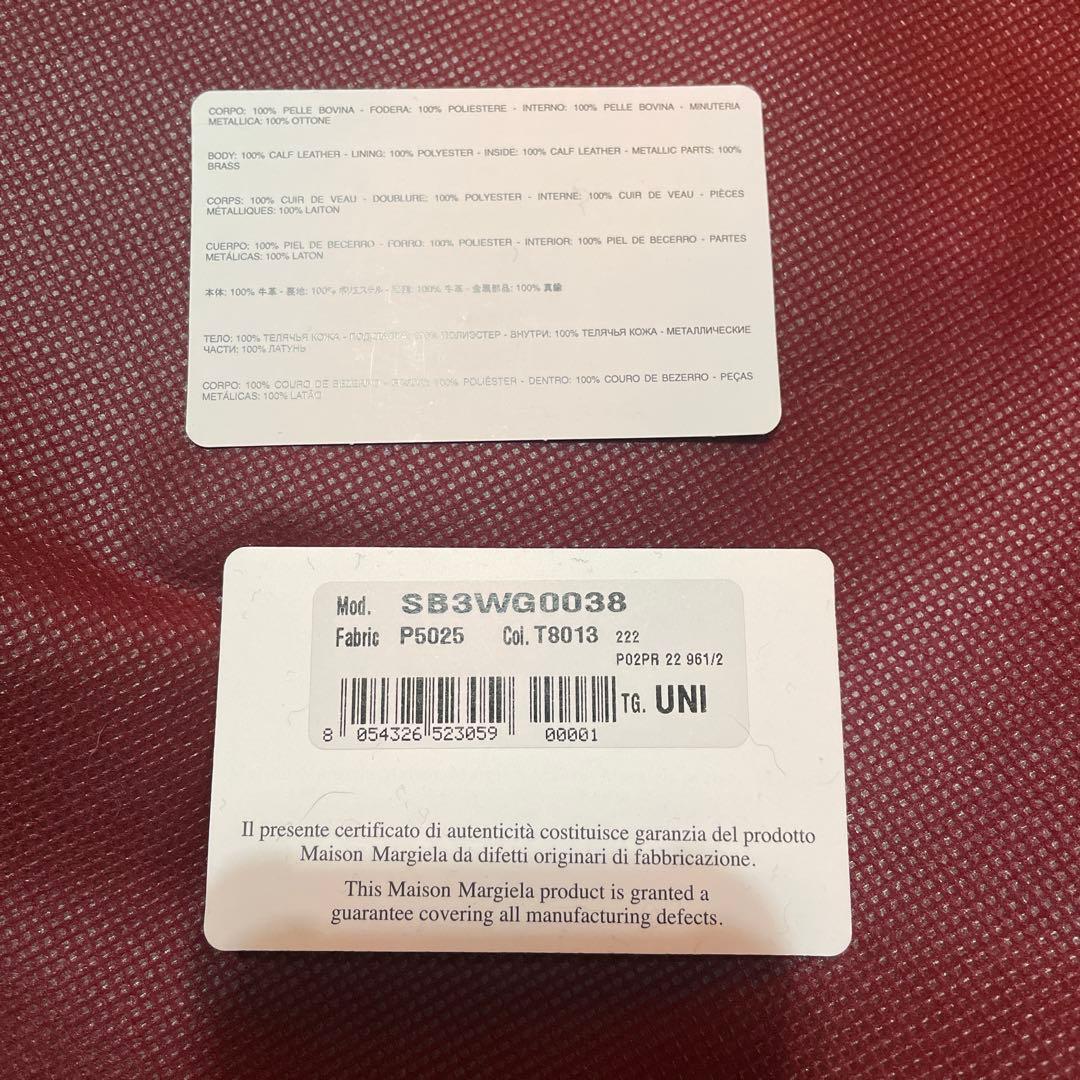 CORPO: 100% PELLE BOVINA - FODERA: 100% POLIESTERE - INTERNO: 100% PELLE BOVINA - MINUTERIA
METALLICA: 100% OTTONE
BODY: 100% CALF LEATHER - LINING: 100% POLYESTER - INSIDE: 100% CALF LEATHER - METALLIC PARTS: 100%
BRASS
CORPS: 100% CUIR DE VEAU - DOUBLURE: 100% POLYESTER - INTERNE: 100% CUIR DE VEAU - PIÈCES
MÉTALLIQUES: 100% LAITON
CUERPO: 100% PIEL DE BECERRO - FORRO: 100% POLIESTER - INTERIOR: 100% PIEL DE BECERRO - PARTES
METÁLICAS: 100% LATON
本体: 100% 牛革 - 裏地: 100% ポリエステル - 100% 牛革 - 金属部品: 100% 真鍮
ТЕЛО: 100% ТЕЛЯЧЬЯ КОЖА - 100% ПОЛИЭСТЕР - ВНУТРИ: 100% ТЕЛЯЧЬЯ КОЖА - МЕТАЛЛИЧЕСКИЕ
ЧАСТИ: 100% ЛАТУНЬ
CORPO: 100% COURO DE BEZERRO - 100% POLIÉSTER - DENTRO: 100% COURO DE BEZERRO - PEÇAS
METÁLICAS: 100% LATÃO
Mod. SB3WG0038
Fabric P5025 Col. T8013 222
P02PR 22 961/2
TG. UNI
8 054326 523059 00001
Il presente certificato di autenticità costituisce garanzia del prodotto
Maison Margiela da difetti originari di fabbricazione.
This Maison Margiela product is granted a
guarantee covering all manufacturing defects.